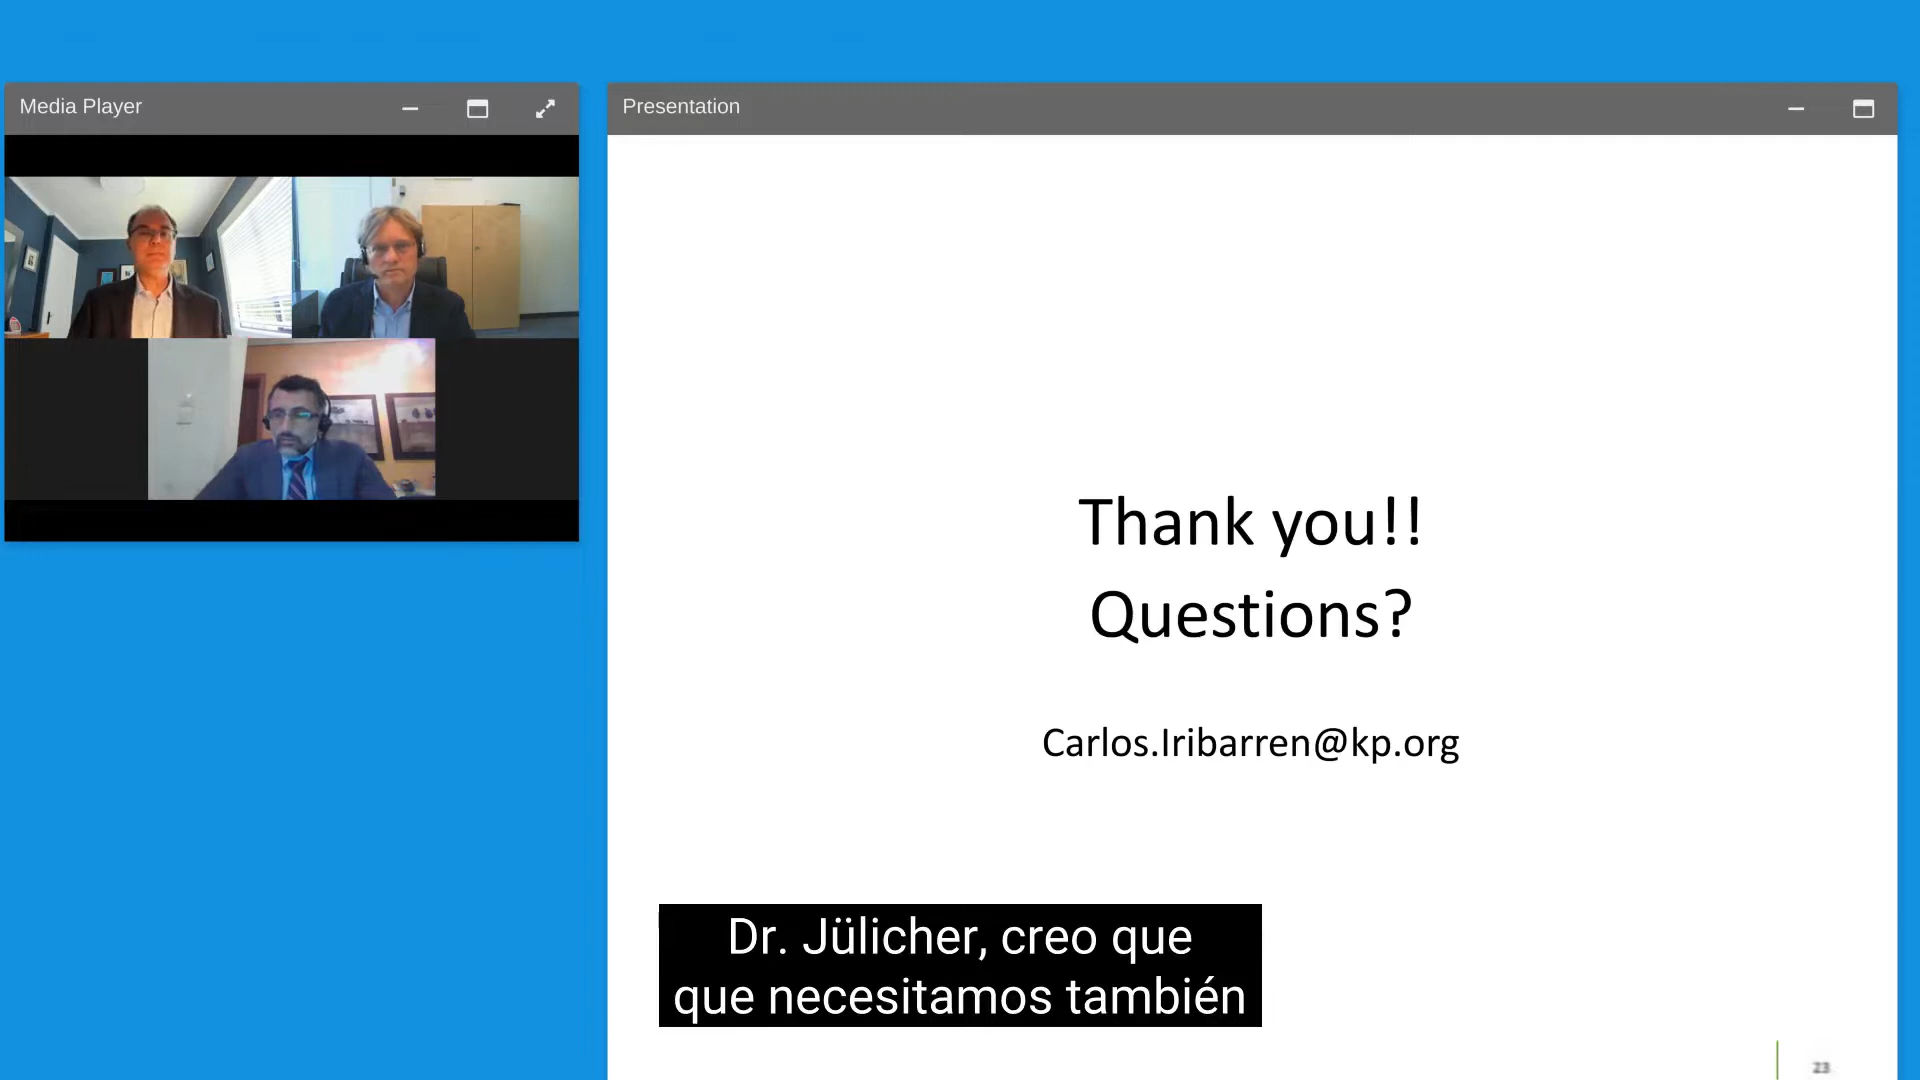 Media Player
Presentation
Thank you!!
Questions?
Carlos.Iribarren@kp.org
Dr. Jülicher, creo que
que necesitamos también
23